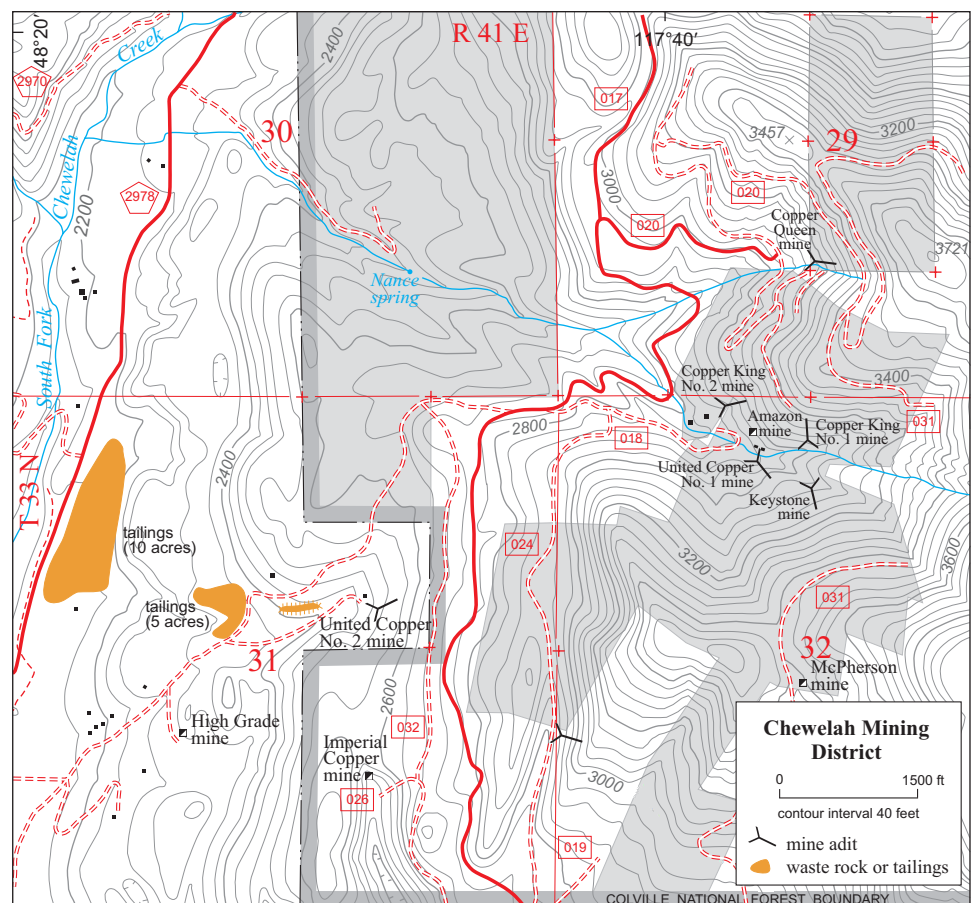 48°20'
Creek
2400
R 41 E
117°40'
2970
017
30
3457
29
3200
Chewelah
2978
3000
020
020
2200
Copper
Queen
mine
3721
Nance
spring
South Fork
Copper King
No. 2 mine
3400
Amazon
mine
031
2800
018
Copper King
No. 1 mine
United Copper
No. 1 mine
2400
T 33 N
Keystone
mine
tailings
(10 acres)
024
3200
3600
tailings
(5 acres)
031
United Copper
No. 2 mine
31
32
McPherson
mine
2600
High Grade
mine
032
Imperial
Copper
mine
026
3000
019
Chewelah Mining
District
0
1500 ft
contour interval 40 feet
mine adit
waste rock or tailings
COLVILLE NATIONAL FOREST BOUNDARY